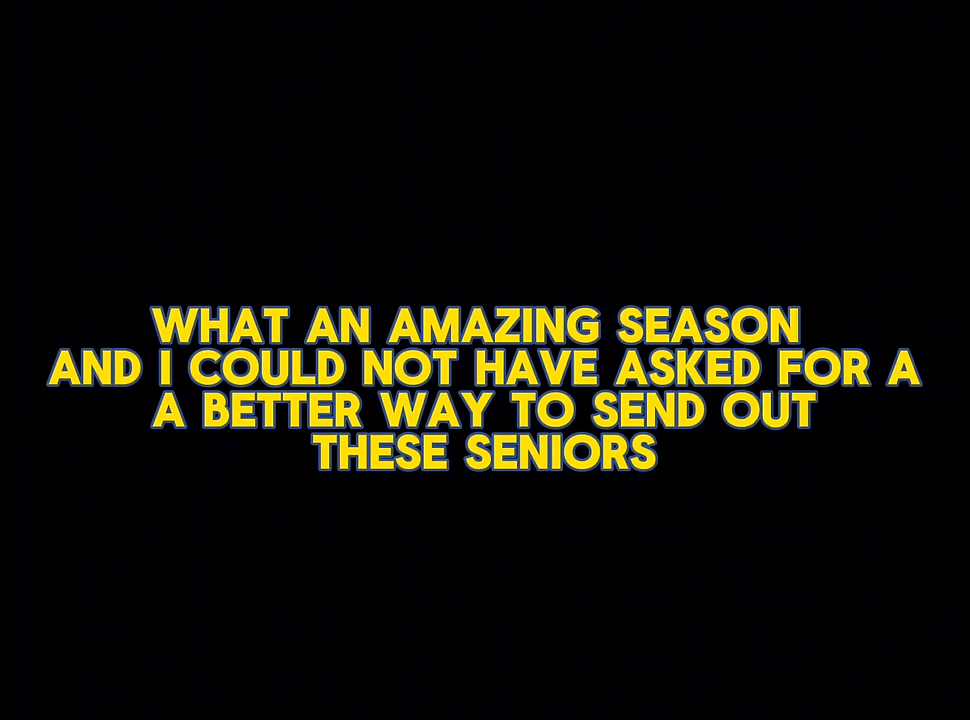 WHAT AN AMAZING SEASON
AND I COULD NOT HAVE ASKED FOR A
A BETTER WAY TO SEND OUT
THESE SENIORS